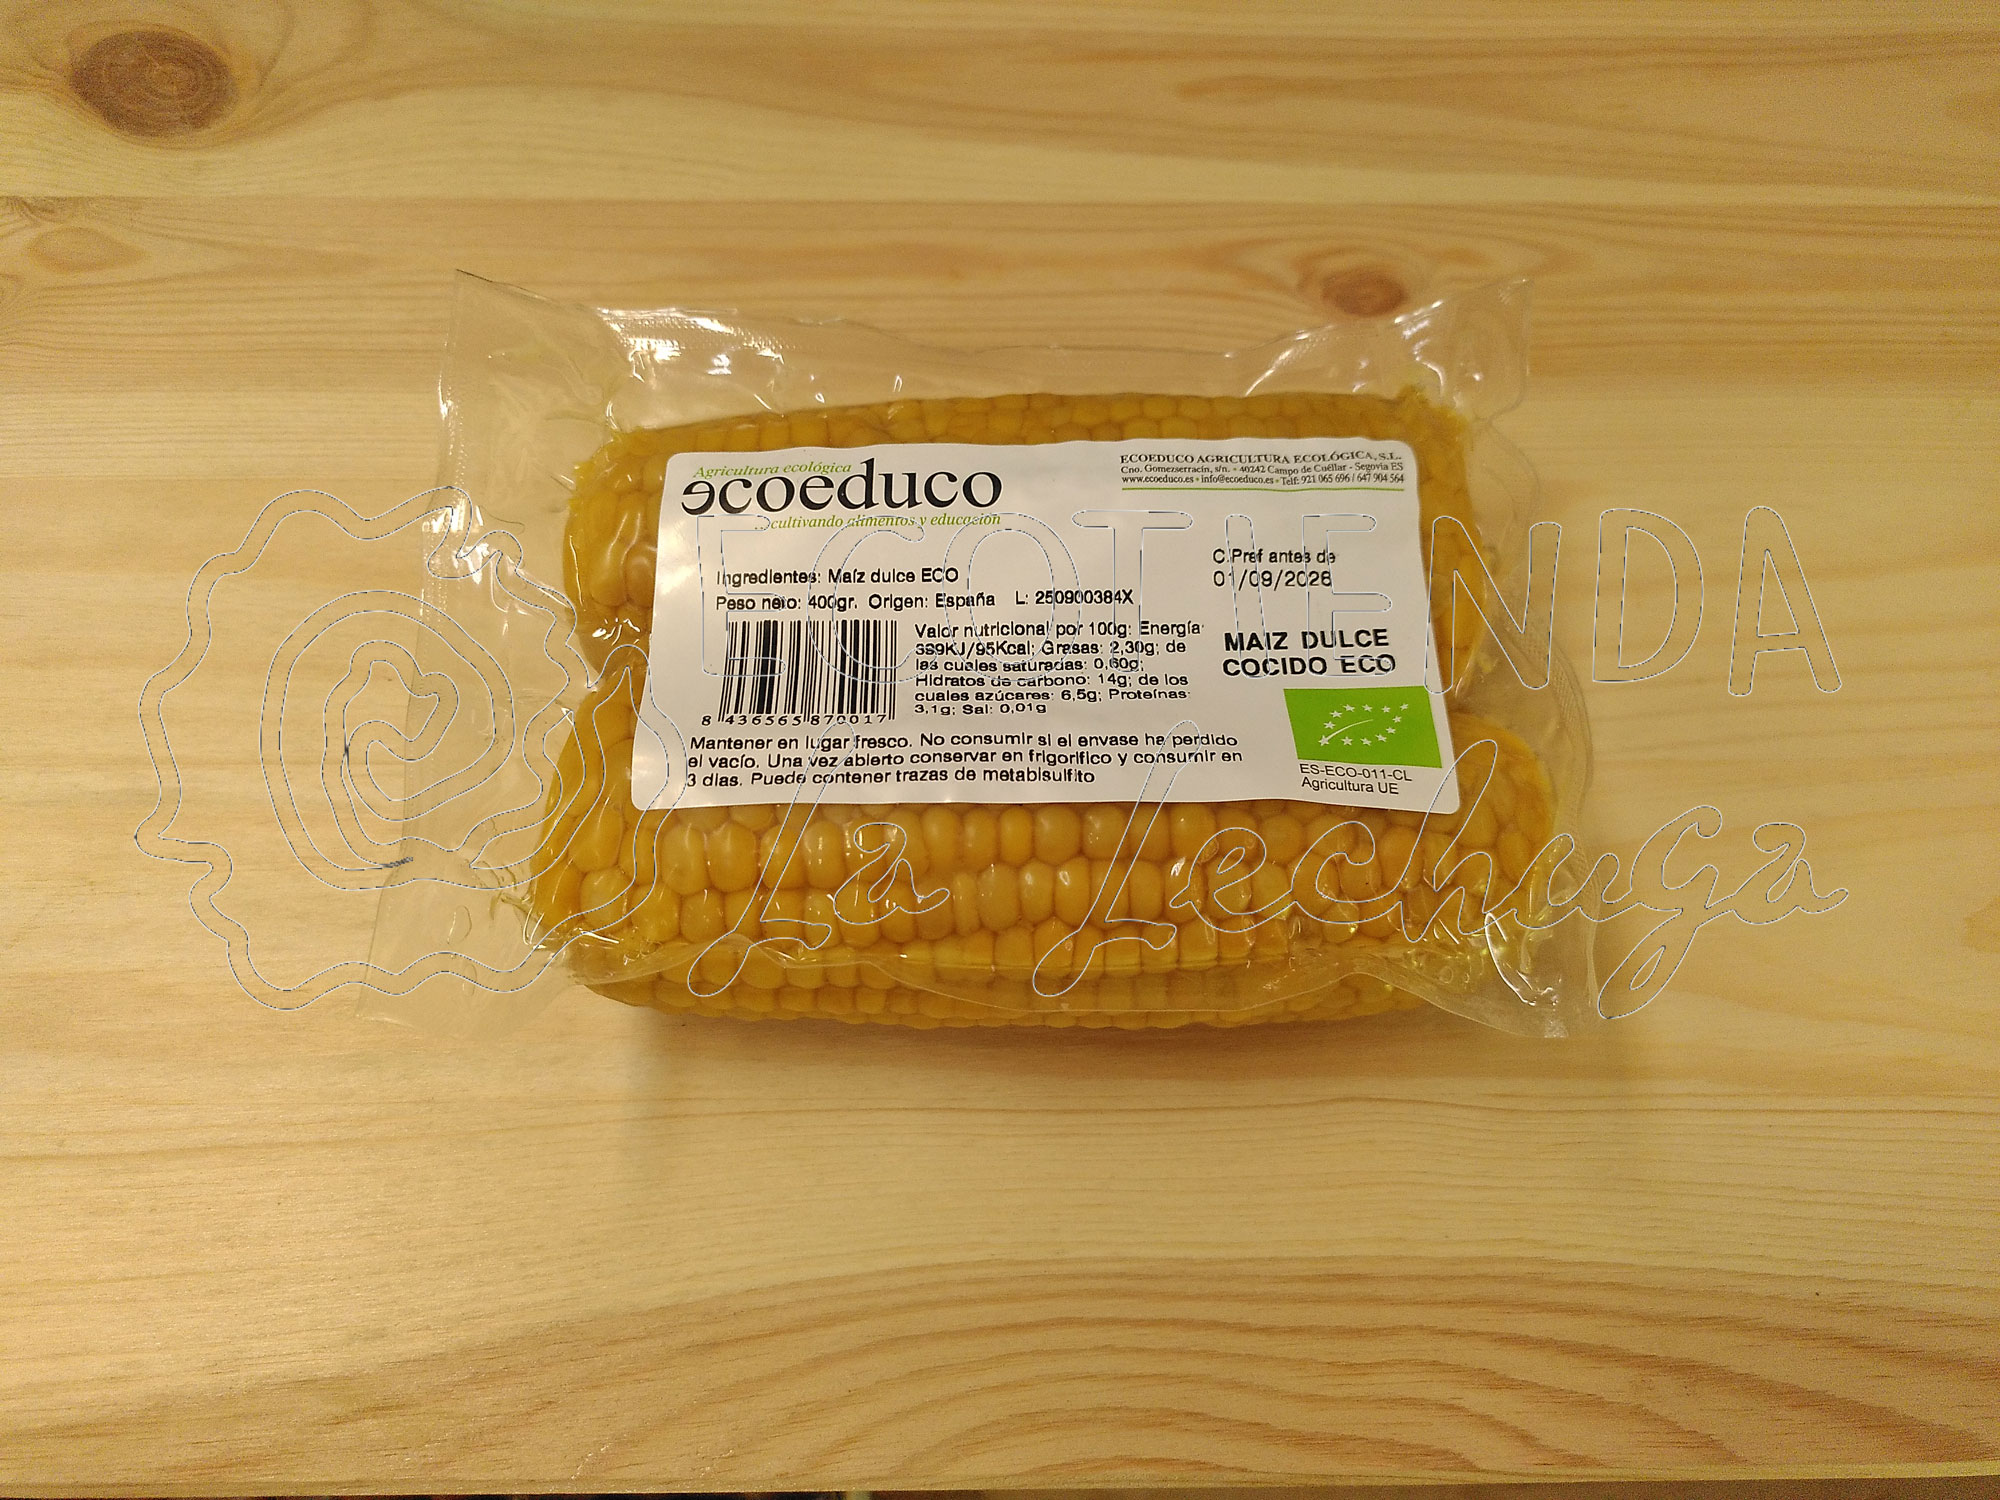 Agricultura ecológica
ecoeduco
...cultivando alimentos y educación
ECOEDUCO AGRICULTURA ECOLÓGICA, S.L.
Cno. Gomezserracín, s/n. • 40242 Campo de Cuéllar - Segovia ES
www.ecoeduco.es • info@ecoeduco.es • Telf: 921 065 696 / 647 904 564
C.Pref antes de
01/09/2028
Ingredientes: Maíz dulce ECO
Peso neto: 400gr. Origen: España L: 250900384X
Valor nutricional por 100g: Energía
399KJ/95Kcal; Grasas: 2,30g; de
las cuales saturadas: 0,60g;
Hidratos de carbono: 14g; de los
cuales azúcares: 6,5g; Proteínas:
3,1g; Sal: 0,01g
8 436565 870017
MAIZ DULCE
COCIDO ECO
Mantener en lugar fresco. No consumir si el envase ha perdido
el vacío. Una vez abierto conservar en frigorífico y consumir en
3 días. Puede contener trazas de metabisulfito
ES-ECO-011-CL
Agricultura UE
ECOTIENDA
La Lechuga